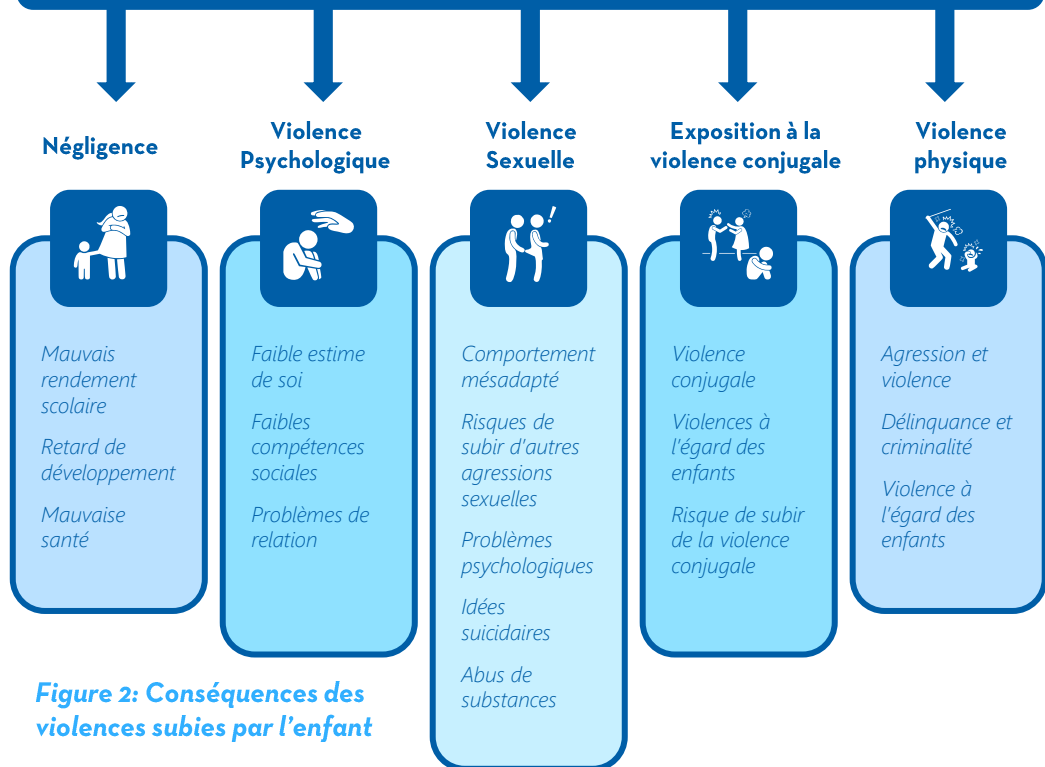 Négligence
Mauvais
rendement
scolaire
Retard de
développement
Mauvaise
santé
Violence
Psychologique
Faible estime
de soi
Faibles
compétences
sociales
Problèmes de
relation
Violence
Sexuelle
!
Comportement
mésadapté
Risques de
subir d'autres
agressions
sexuelles
Problèmes
psychologiques
Idées
suicidaires
Abus de
substances
Exposition à la
violence conjugale
Violence
conjugale
Violences à
l'égard des
enfants
Risque de subir
de la violence
conjugale
Violence
physique
Agression et
violence
Délinquance et
criminalité
Violence à
l'égard des
enfants
Figure 2: Conséquences des
violences subies par l'enfant